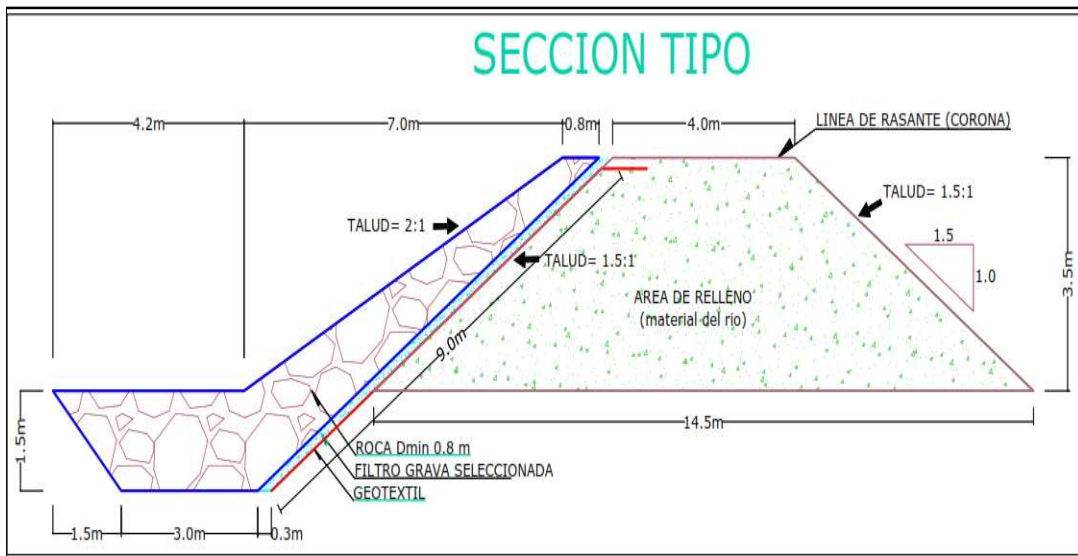 SECCION TIPO
4.2m
7.0m
0.8m
4.0m
LINEA DE RASANTE (CORONA)
TALUD= 2:1
TALUD= 1.5:1
TALUD= 1.5:1
1.5
1.0
3.5m
AREA DE RELLENO
(material del rio)
9.0m
14.5m
1.5m
ROCA Dmin 0.8 m
FILTRO GRAVA SELECCIONADA
GEOTEXTIL
1.5m
3.0m
0.3m